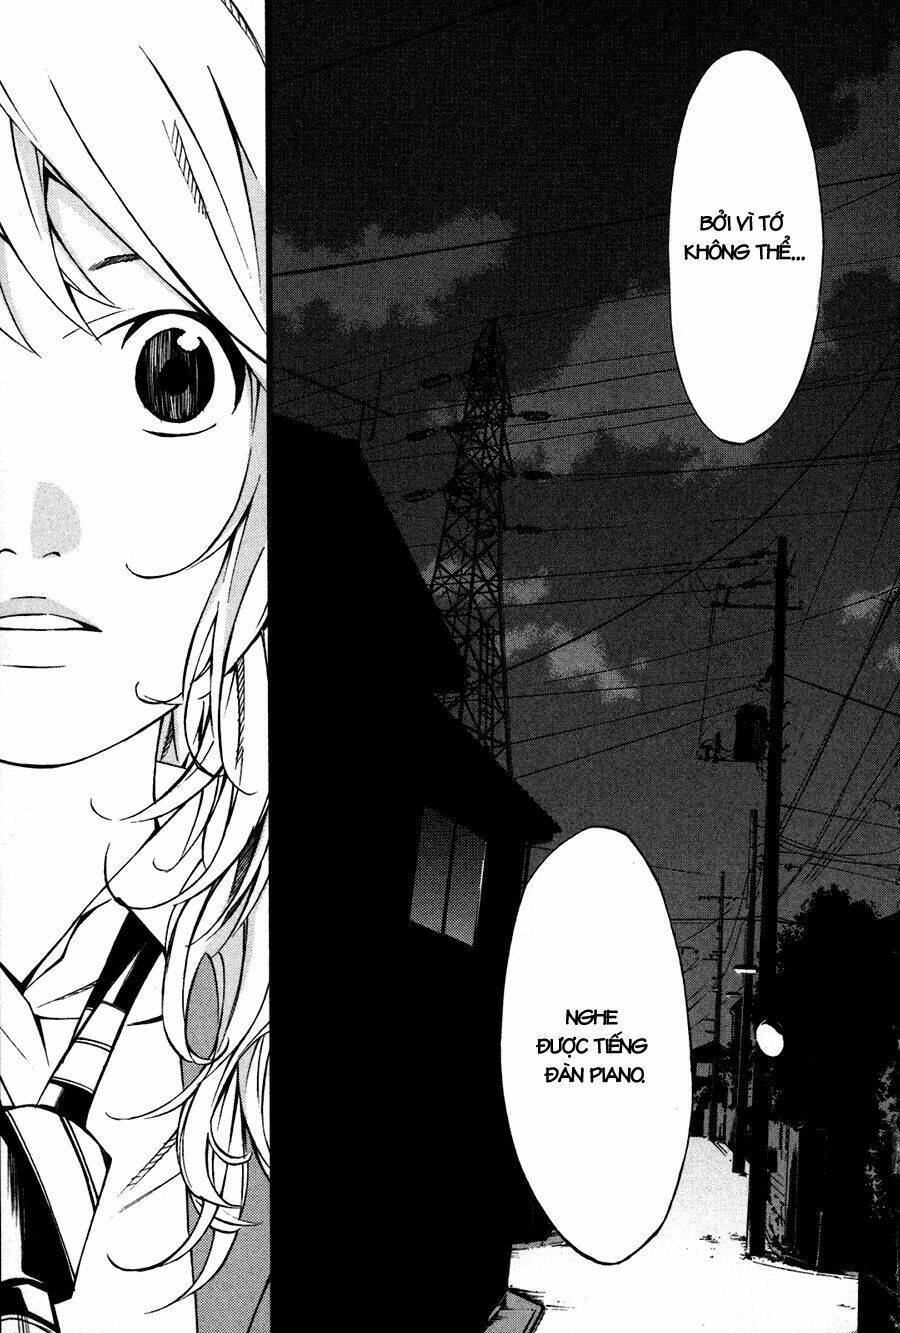 BỞI VÌ TỚ
KHÔNG THỂ...
NGHE
ĐƯỢC TIẾNG
ĐÀN PIANO.